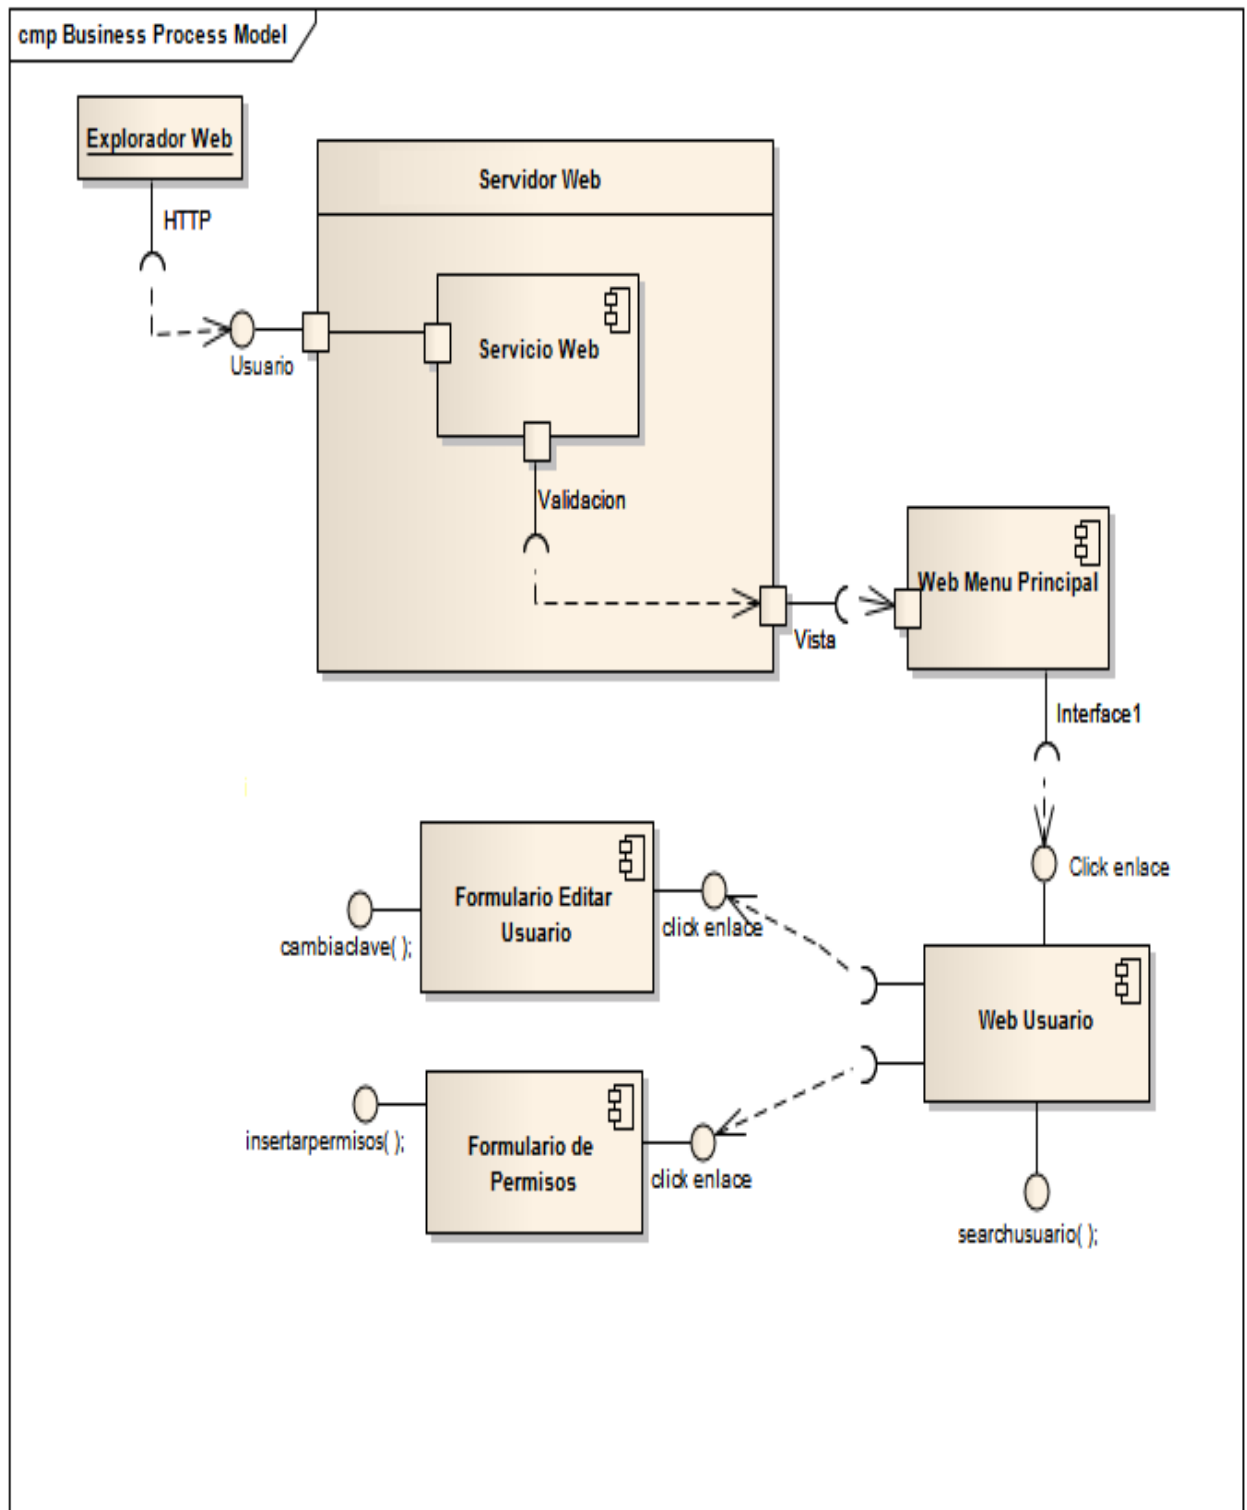 cmp Business Process Model
Explorador Web
HTTP
Usuario
Servidor Web
Servicio Web
Validacion
Vista
Web Menu Principal
Interface1
Click enlace
Formulario Editar
Usuario
cambiaclave( );
click enlace
Web Usuario
Formulario de
Permisos
insertarpermisos( );
click enlace
searchusuario( );